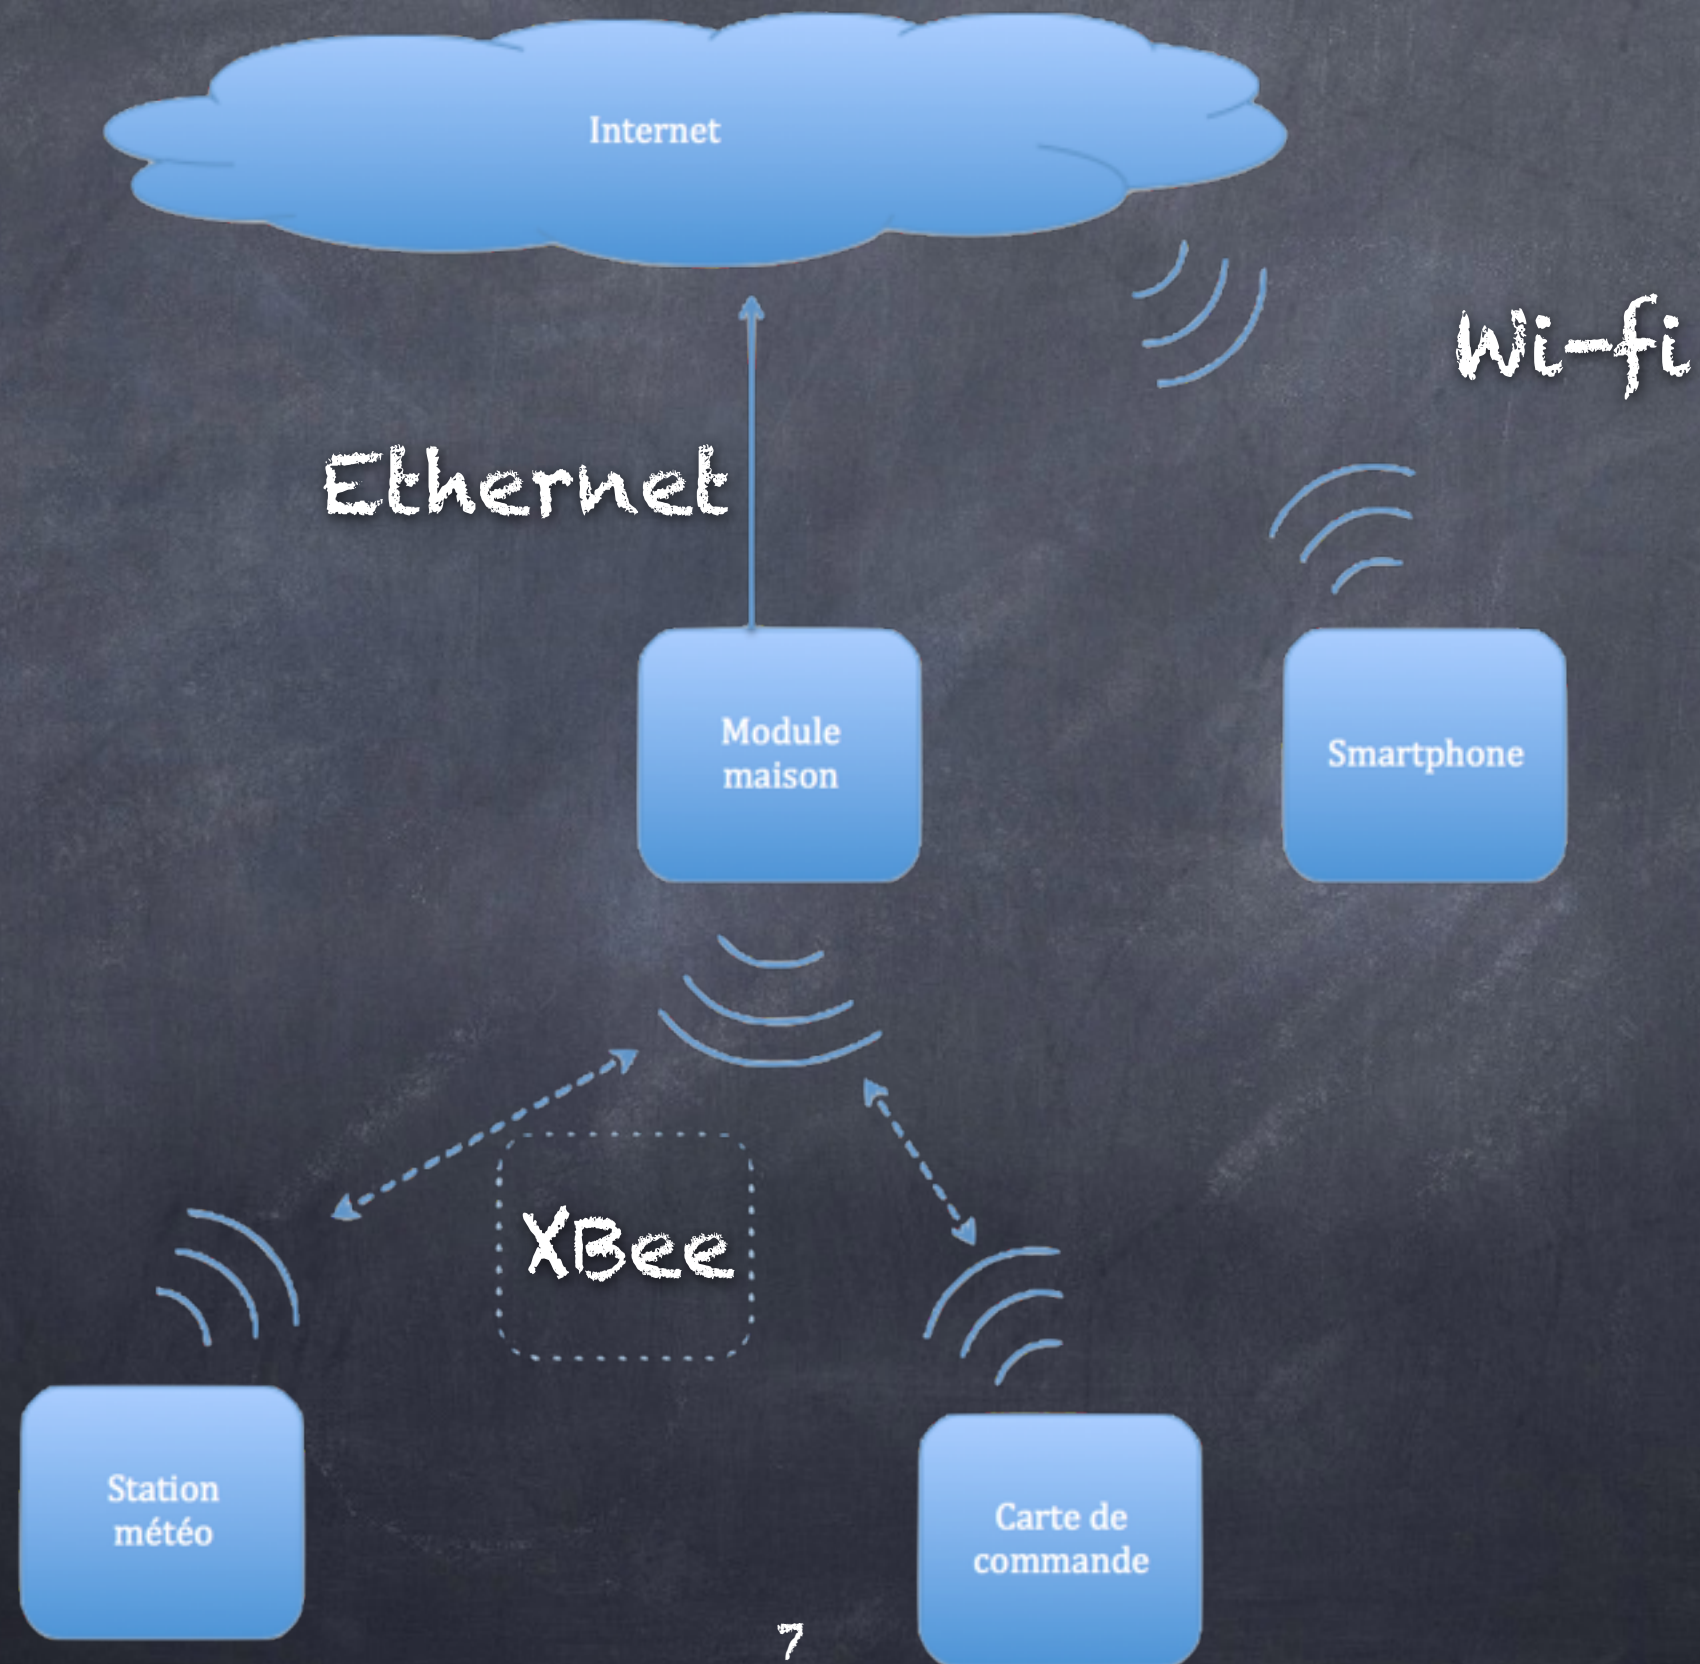 Internet
Wi-fi
Ethernet
Module
maison
Smartphone
XBee
Station
météo
Carte de
commande
7